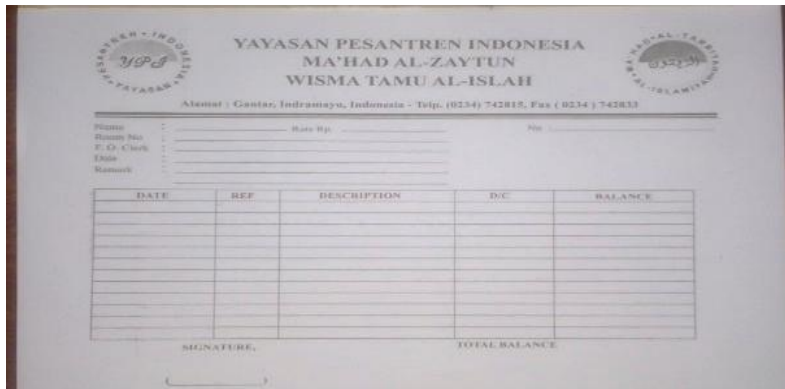 YAYASAN PESANTREN INDONESIA
MA'HAD AL-ZAYTUN
WISMA TAMU AL-ISLAH
Alamat : Gantar, Indramayu, Indonesia - Telp. (0234) 742815, Fax ( 0234 ) 742833
YPI
Name : Rate Rp. No.
Room No :
F. O. Clerk :
Date :
Remark :
DATE REF DESCRIPTION D/C BALANCE
SIGNATURE, TOTAL BALANCE
( )